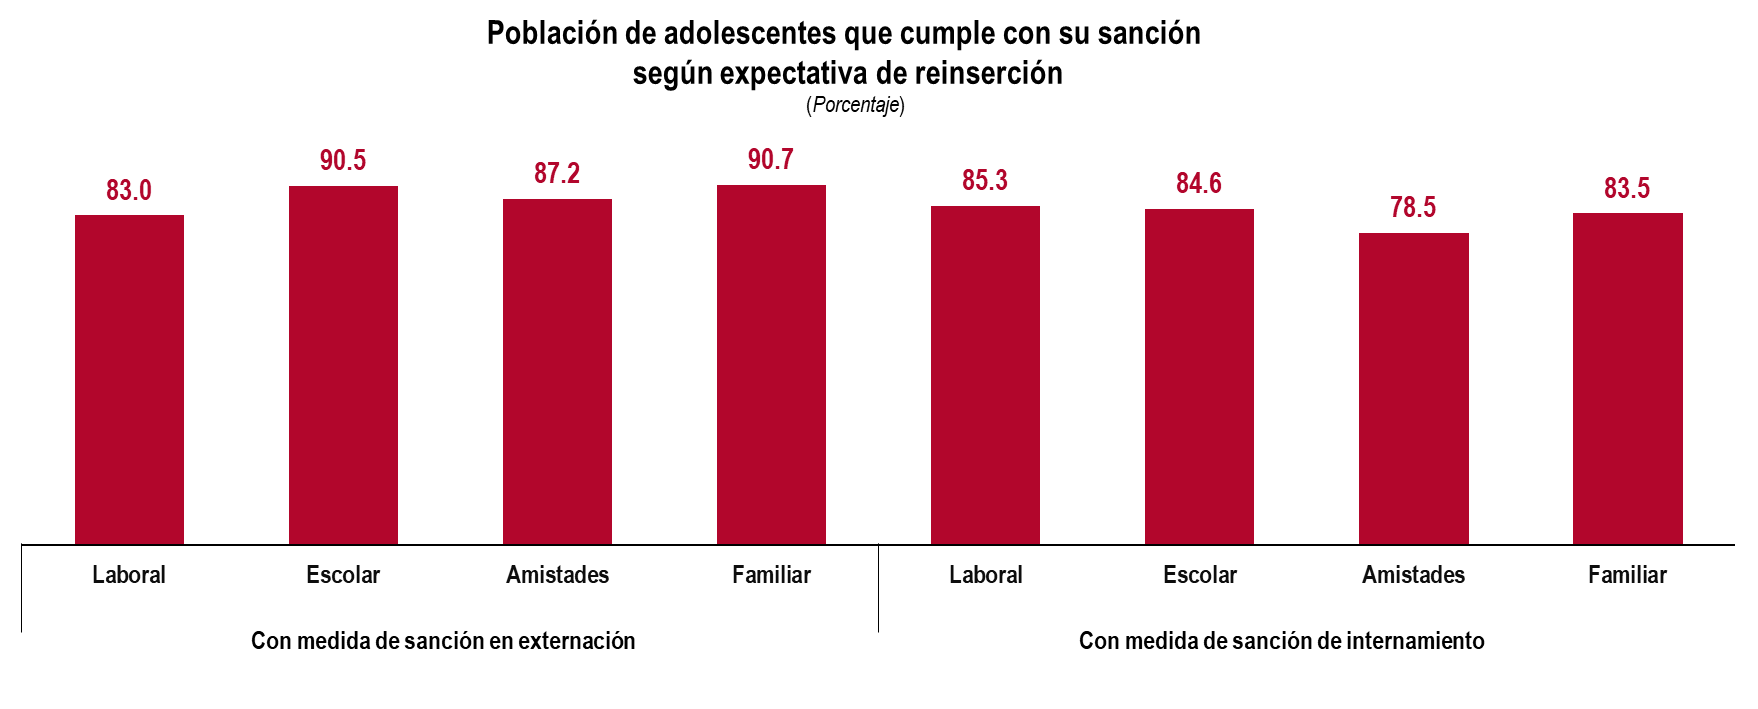 Población de adolescentes que cumple con su sanción
según expectativa de reinserción
(Porcentaje)
83.0
90.5
87.2
90.7
85.3
84.6
78.5
83.5
Laboral
Escolar
Amistades
Familiar
Laboral
Escolar
Amistades
Familiar
Con medida de sanción en externación
Con medida de sanción de internamiento